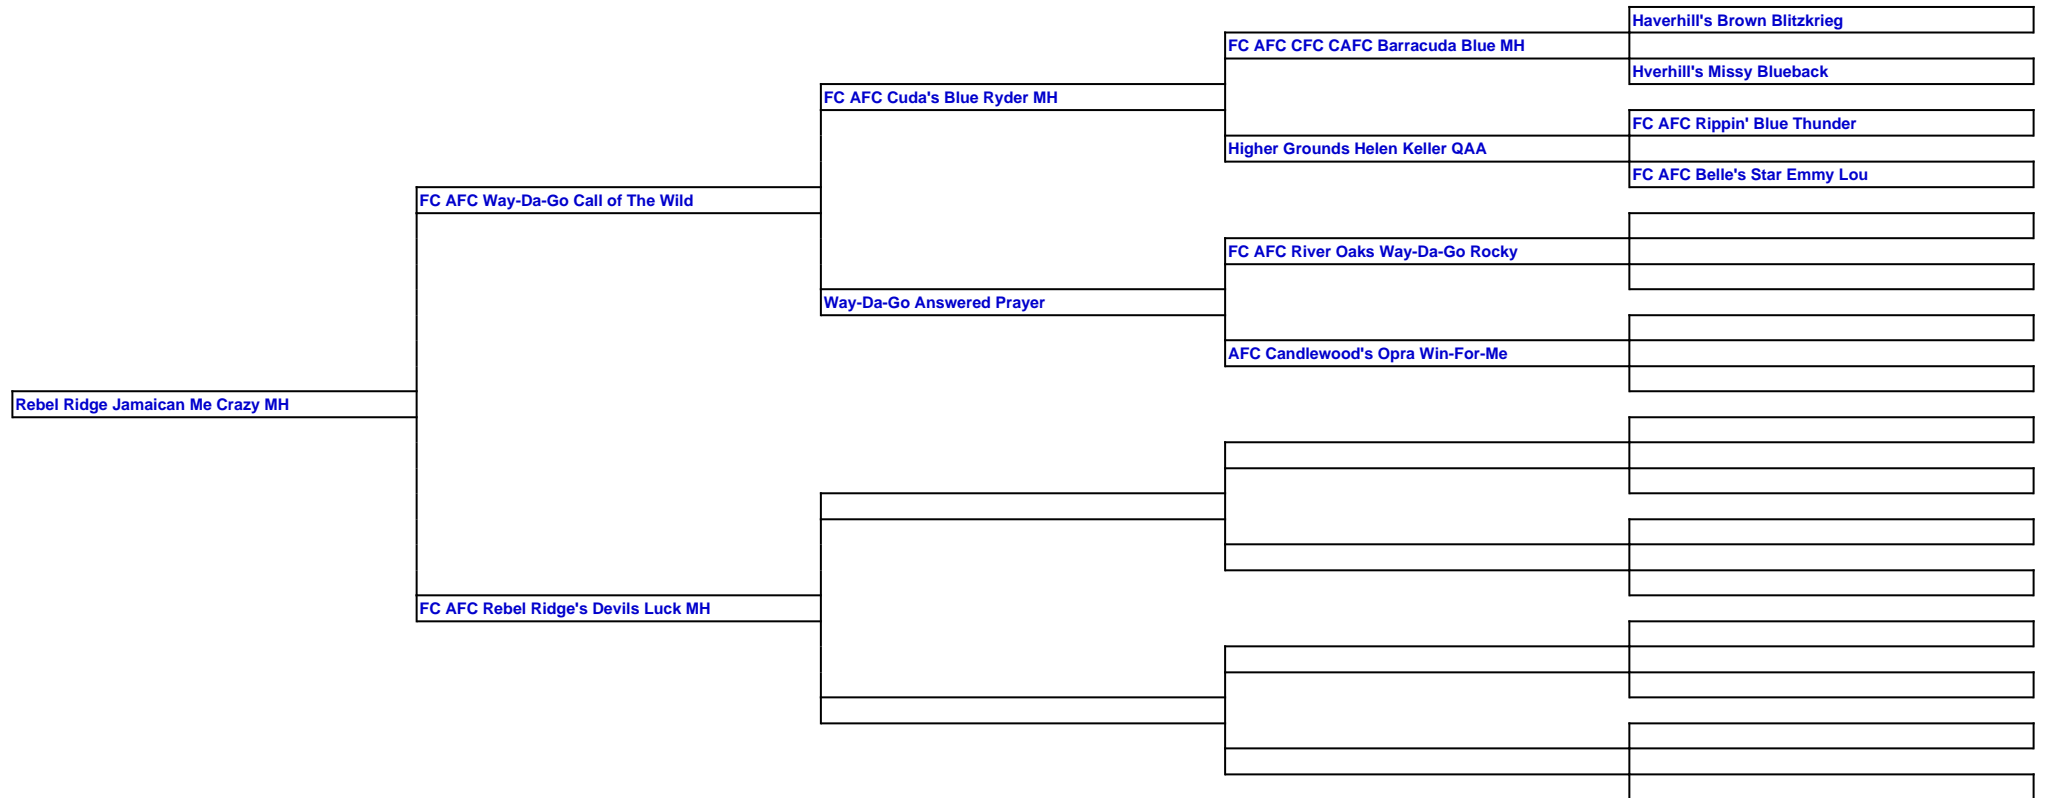 Haverhill's Brown Blitzkrieg
FC AFC CFC CAFC Barracuda Blue MH
Hverhill's Missy Blueback
FC AFC Cuda's Blue Ryder MH
FC AFC Rippin' Blue Thunder
Higher Grounds Helen Keller QAA
FC AFC Belle's Star Emmy Lou
FC AFC Way-Da-Go Call of The Wild
FC AFC River Oaks Way-Da-Go Rocky
Way-Da-Go Answered Prayer
AFC Candlewood's Opra Win-For-Me
Rebel Ridge Jamaican Me Crazy MH
FC AFC Rebel Ridge's Devils Luck MH